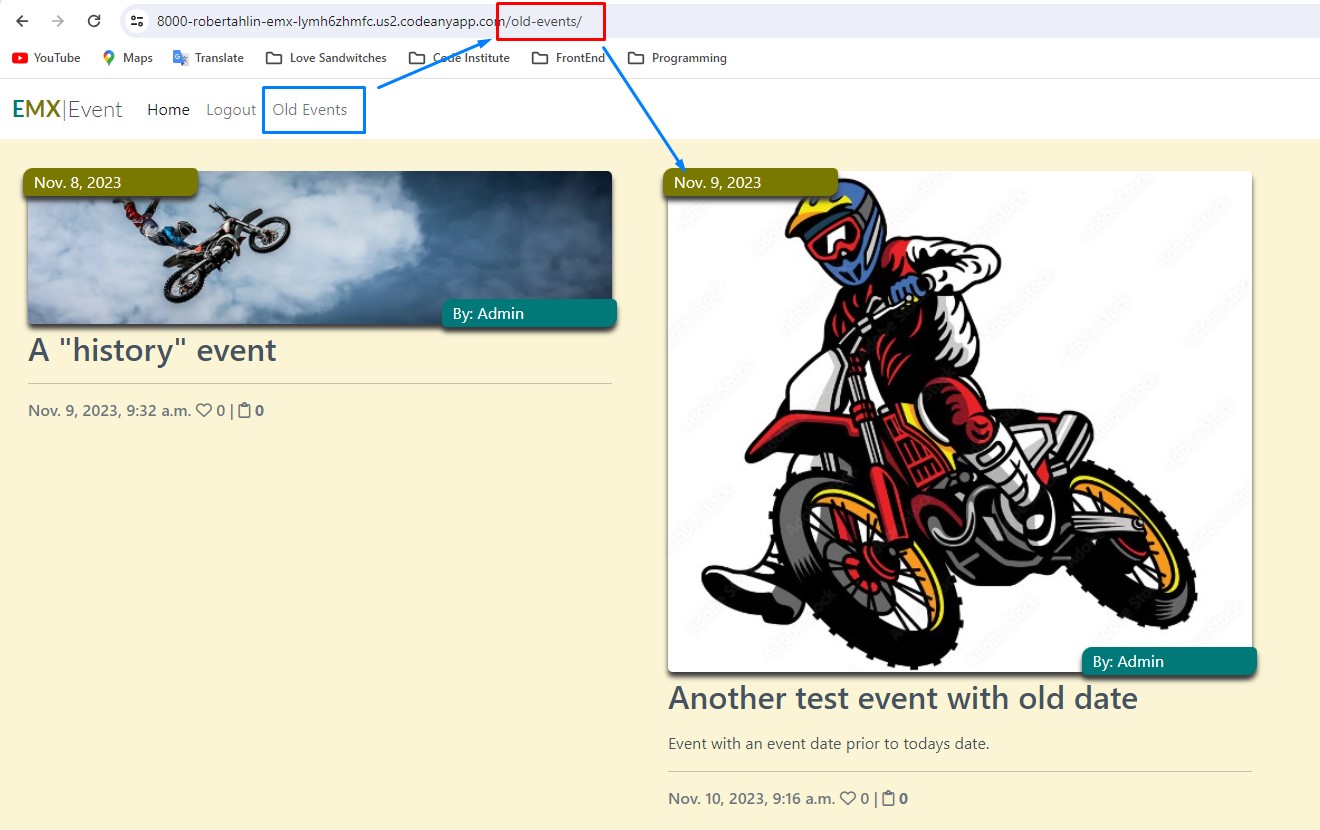 8000-robertahlin-emx-lymh6zhmfc.us2.codeanyapp.com/old-events/
YouTube Maps Translate Love Sandwitches Code Institute FrontEnd Programming
EMX|Event Home Logout Old Events
Nov. 8, 2023
By: Admin
A "history" event
Nov. 9, 2023, 9:32 a.m. 0 | 0
Nov. 9, 2023
By: Admin
Another test event with old date
Event with an event date prior to todays date.
Nov. 10, 2023, 9:16 a.m. 0 | 0